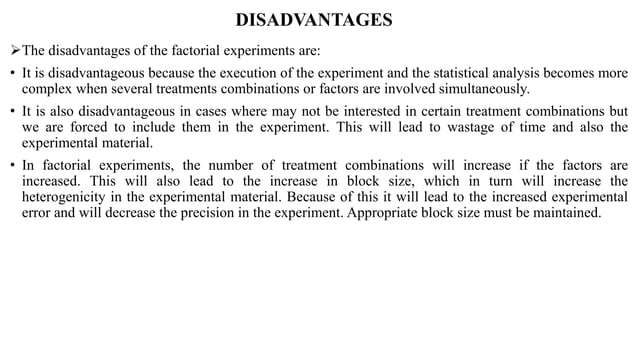 DISADVANTAGES
➢The disadvantages of the factorial experiments are:
• It is disadvantageous because the execution of the experiment and the statistical analysis becomes more
complex when several treatments combinations or factors are involved simultaneously.
• It is also disadvantageous in cases where may not be interested in certain treatment combinations but
we are forced to include them in the experiment. This will lead to wastage of time and also the
experimental material.
• In factorial experiments, the number of treatment combinations will increase if the factors are
increased. This will also lead to the increase in block size, which in turn will increase the
heterogenicity in the experimental material. Because of this it will lead to the increased experimental
error and will decrease the precision in the experiment. Appropriate block size must be maintained.